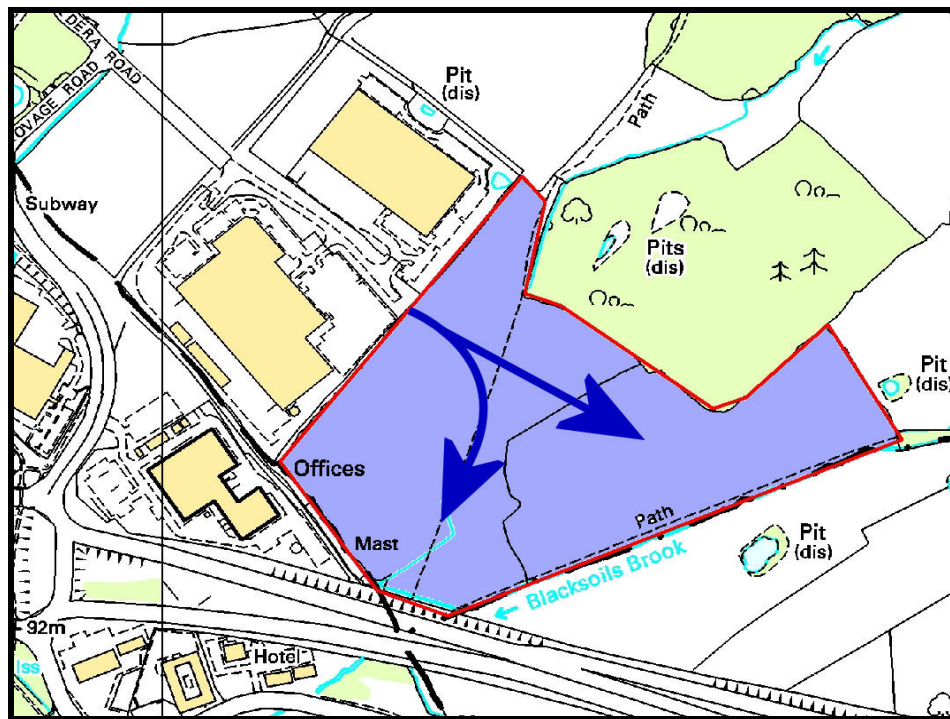 DERA ROAD
OVAGE ROAD
Pit
(dis)
Path
Subway
Pits
(dis)
Pit
(dis)
Offices
Path
Mast
Pit
(dis)
Blacksoils Brook
92m
Hotel
Iss